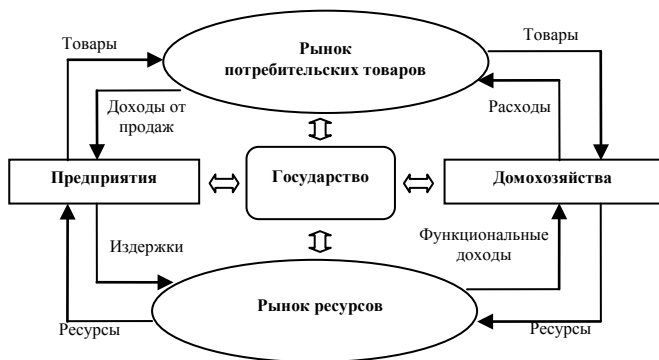 Товары
Рынок
потребительских товаров
Товары
Доходы от
продаж
Расходы
Предприятия
Государство
Домохозяйства
Издержки
Функциональные
доходы
Рынок ресурсов
Ресурсы
Ресурсы